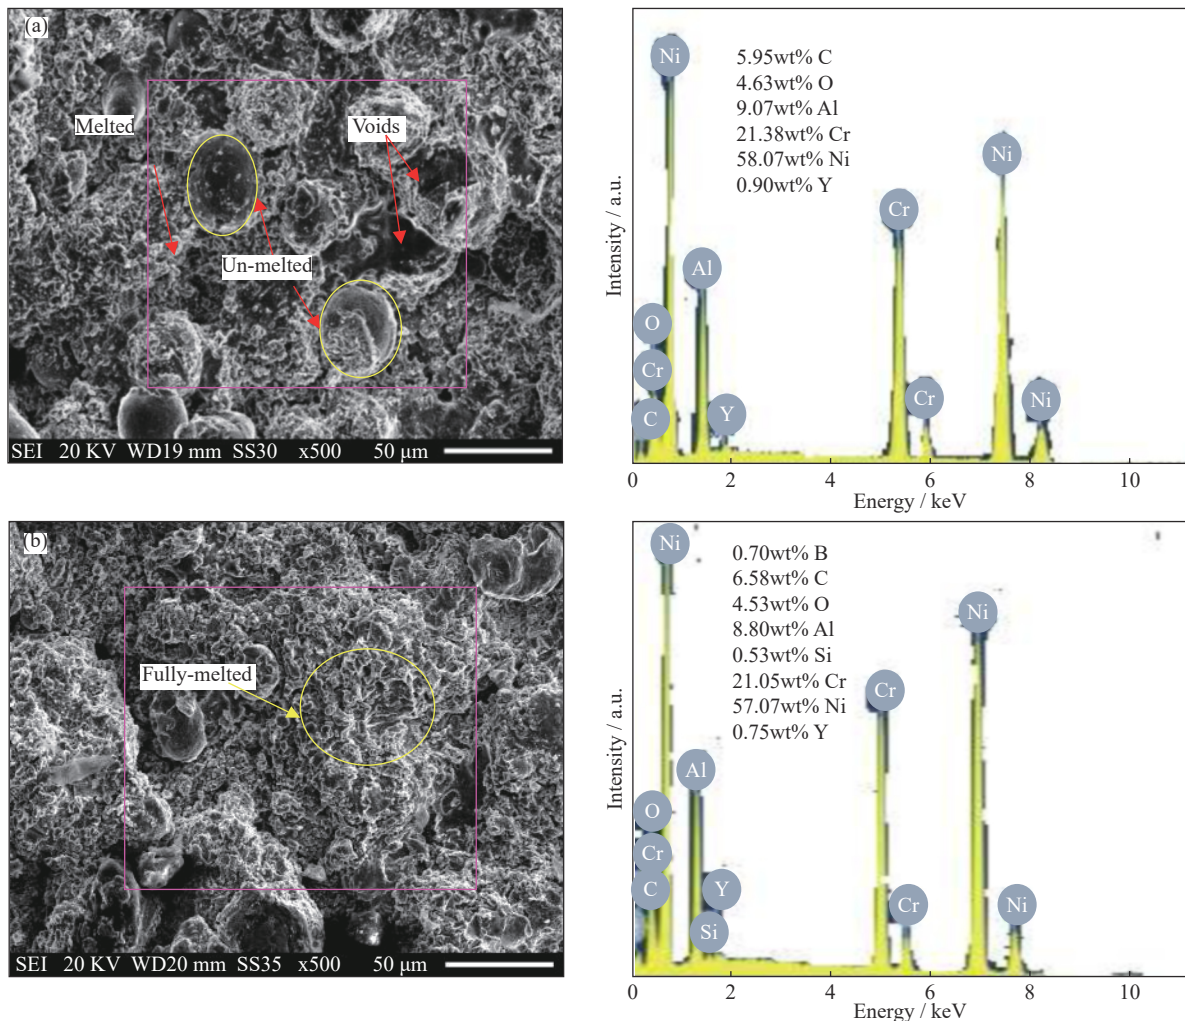 (a)
Melted
Voids
Un-melted
SEI 20 KV WD19 mm SS30 x500 50 μm
Ni
5.95wt% C
4.63wt% O
9.07wt% Al
21.38wt% Cr
58.07wt% Ni
0.90wt% Y
Ni
Cr
Al
O
Cr
C
Y
Cr
Ni
Intensity / a.u.
0 2 4 6 8 10
Energy / keV
(b)
Fully-melted
SEI 20 KV WD20 mm SS35 x500 50 μm
Ni
0.70wt% B
6.58wt% C
4.53wt% O
8.80wt% Al
0.53wt% Si
21.05wt% Cr
57.07wt% Ni
0.75wt% Y
Ni
Cr
Al
O
Cr
C
Y
Si
Cr
Ni
Intensity / a.u.
0 2 4 6 8 10
Energy / keV